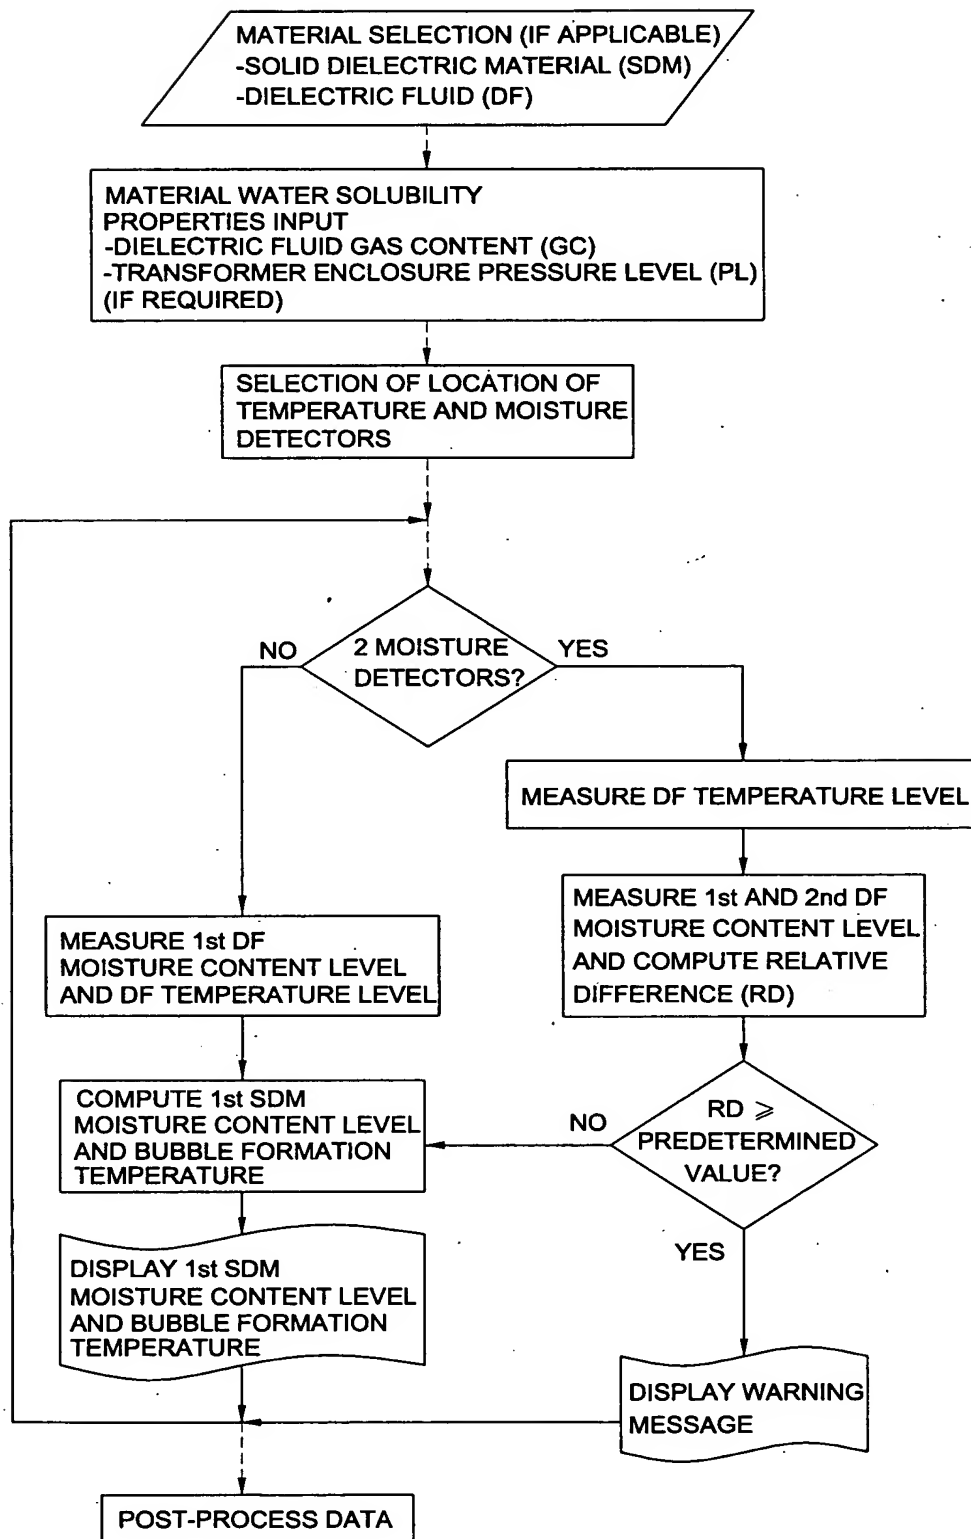 MATERIAL SELECTION (IF APPLICABLE)
-SOLID DIELECTRIC MATERIAL (SDM)
-DIELECTRIC FLUID (DF)
MATERIAL WATER SOLUBILITY
PROPERTIES INPUT
-DIELECTRIC FLUID GAS CONTENT (GC)
-TRANSFORMER ENCLOSURE PRESSURE LEVEL (PL)
(IF REQUIRED)
SELECTION OF LOCATION OF
TEMPERATURE AND MOISTURE
DETECTORS
2 MOISTURE
DETECTORS?
NO
YES
MEASURE DF TEMPERATURE LEVEL
MEASURE 1st AND 2nd DF
MOISTURE CONTENT LEVEL
AND COMPUTE RELATIVE
DIFFERENCE (RD)
MEASURE 1st DF
MOISTURE CONTENT LEVEL
AND DF TEMPERATURE LEVEL
COMPUTE 1st SDM
MOISTURE CONTENT LEVEL
AND BUBBLE FORMATION
TEMPERATURE
NO
RD ⩾
PREDETERMINED
VALUE?
YES
DISPLAY 1st SDM
MOISTURE CONTENT LEVEL
AND BUBBLE FORMATION
TEMPERATURE
DISPLAY WARNING
MESSAGE
POST-PROCESS DATA